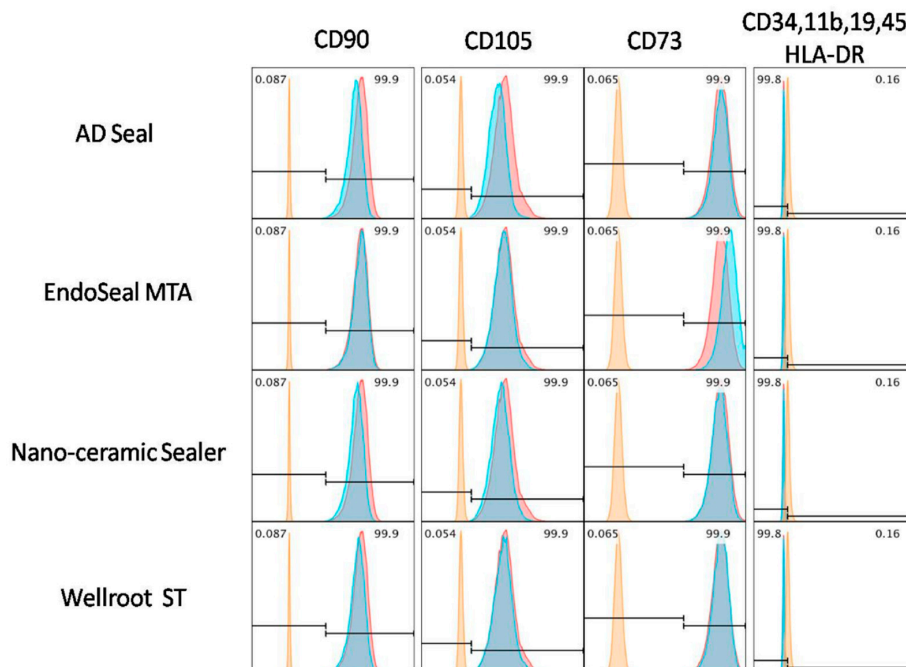 CD90 CD105 CD73 CD34,11b,19,45
HLA-DR
0.087 99.9 0.054 99.9 0.065 99.9 99.8 0.16
AD Seal
0.087 99.9 0.054 99.9 0.065 99.9 99.8 0.16
EndoSeal MTA
0.087 99.9 0.054 99.9 0.065 99.9 99.8 0.16
Nano-ceramic Sealer
0.087 99.9 0.054 99.9 0.065 99.9 99.8 0.16
Wellroot ST